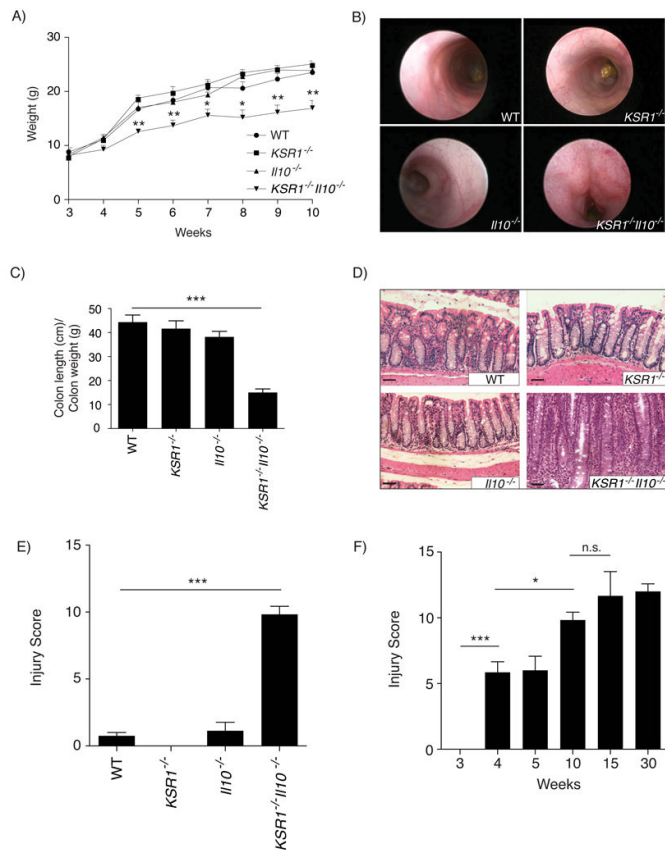 A)
Weight (g)
30
20
10
0
** ** * * ** **
WT
KSR1-/-
Il10-/-
KSR1-/-Il10-/-
3 4 5 6 7 8 9 10
Weeks
B)
WT
KSR1-/-
Il10-/-
KSR1-/-Il10-/-
C)
***
Colon length (cm)/
Colon weight (g)
50
40
30
20
10
0
WT
KSR1-/-
Il10-/-
KSR1-/-Il10-/-
D)
WT
KSR1-/-
Il10-/-
KSR1-/-Il10-/-
E)
Injury Score
15
10
5
0
***
WT
KSR1-/-
Il10-/-
KSR1-/-Il10-/-
F)
Injury Score
15
10
5
0
n.s.
*
***
3 4 5 10 15 30
Weeks